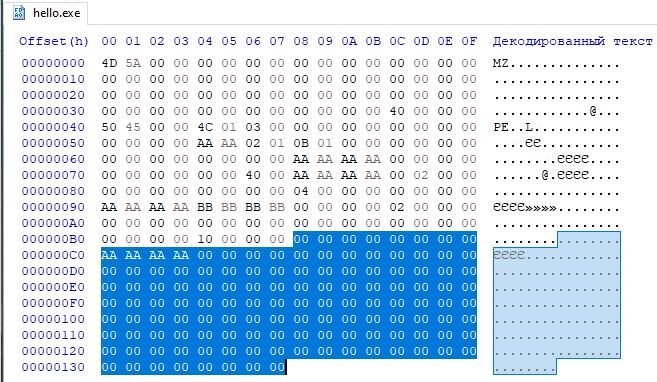 hello.exe
Offset(h) 00 01 02 03 04 05 06 07 08 09 0A 0B 0C 0D 0E 0F Декодированный текст
00000000 4D 5A 00 00 00 00 00 00 00 00 00 00 00 00 00 00 MZ..............
00000010 00 00 00 00 00 00 00 00 00 00 00 00 00 00 00 00 ................
00000020 00 00 00 00 00 00 00 00 00 00 00 00 00 00 00 00 ................
00000030 00 00 00 00 00 00 00 00 00 00 00 00 40 00 00 00 ............@...
00000040 50 45 00 00 4C 01 03 00 00 00 00 00 00 00 00 00 PE..L...........
00000050 00 00 00 00 AA AA 02 01 0B 01 00 00 00 00 00 00 ....ЄЄ..........
00000060 00 00 00 00 00 00 00 00 AA AA AA AA 00 00 00 00 ........ЄЄЄЄ....
00000070 00 00 00 00 00 00 40 00 AA AA AA AA 00 02 00 00 ......@.ЄЄЄЄ....
00000080 00 00 00 00 00 00 00 00 04 00 00 00 00 00 00 00 ................
00000090 AA AA AA AA BB BB BB BB 00 00 00 00 02 00 00 00 ЄЄЄЄ»»»»........
000000A0 00 00 00 00 00 00 00 00 00 00 00 00 00 00 00 00 ................
000000B0 00 00 00 00 10 00 00 00 00 00 00 00 00 00 00 00 ................
000000C0 AA AA AA AA 00 00 00 00 00 00 00 00 00 00 00 00 ЄЄЄЄ............
000000D0 00 00 00 00 00 00 00 00 00 00 00 00 00 00 00 00 ................
000000E0 00 00 00 00 00 00 00 00 00 00 00 00 00 00 00 00 ................
000000F0 00 00 00 00 00 00 00 00 00 00 00 00 00 00 00 00 ................
00000100 00 00 00 00 00 00 00 00 00 00 00 00 00 00 00 00 ................
00000110 00 00 00 00 00 00 00 00 00 00 00 00 00 00 00 00 ................
00000120 00 00 00 00 00 00 00 00 00 00 00 00 00 00 00 00 ................
00000130 00 00 00 00 00 00 00 00 ........